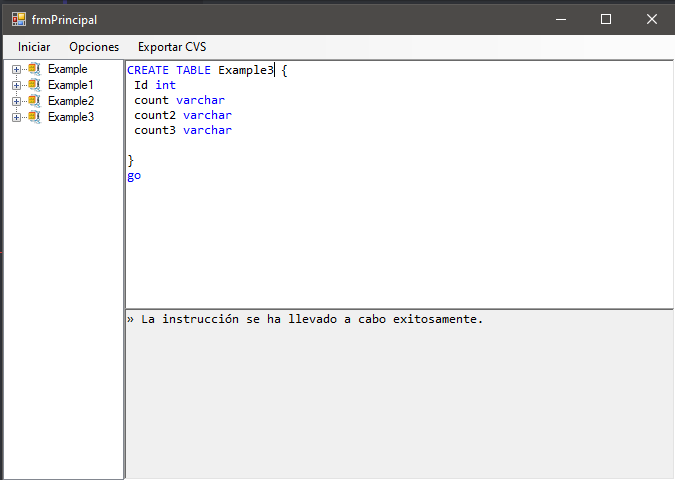 frmPrincipal
Iniciar Opciones Exportar CVS
Example
Example1
Example2
Example3
CREATE TABLE Example3 {
Id int
count varchar
count2 varchar
count3 varchar
}
go
» La instrucción se ha llevado a cabo exitosamente.